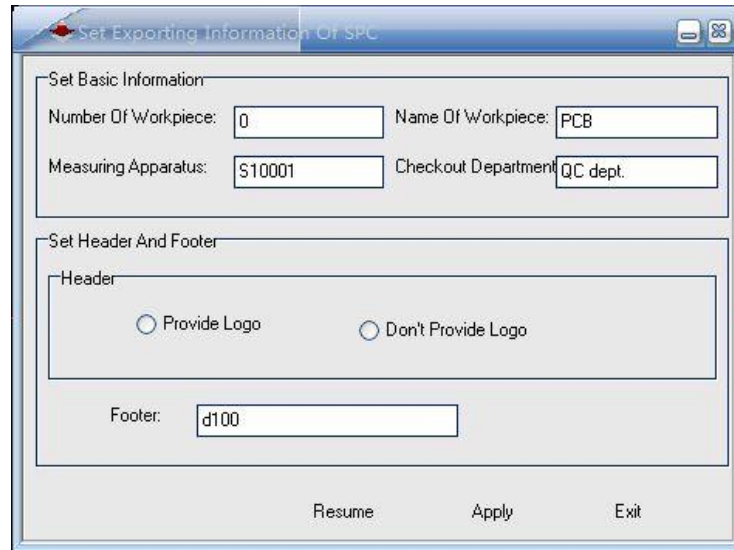 Set Exporting Information Of SPC
Set Basic Information
Number Of Workpiece: 0 Name Of Workpiece: PCB
Measuring Apparatus: S10001 Checkout Department QC dept.
Set Header And Footer
Header
Provide Logo Don't Provide Logo
Footer: d100
Resume Apply Exit